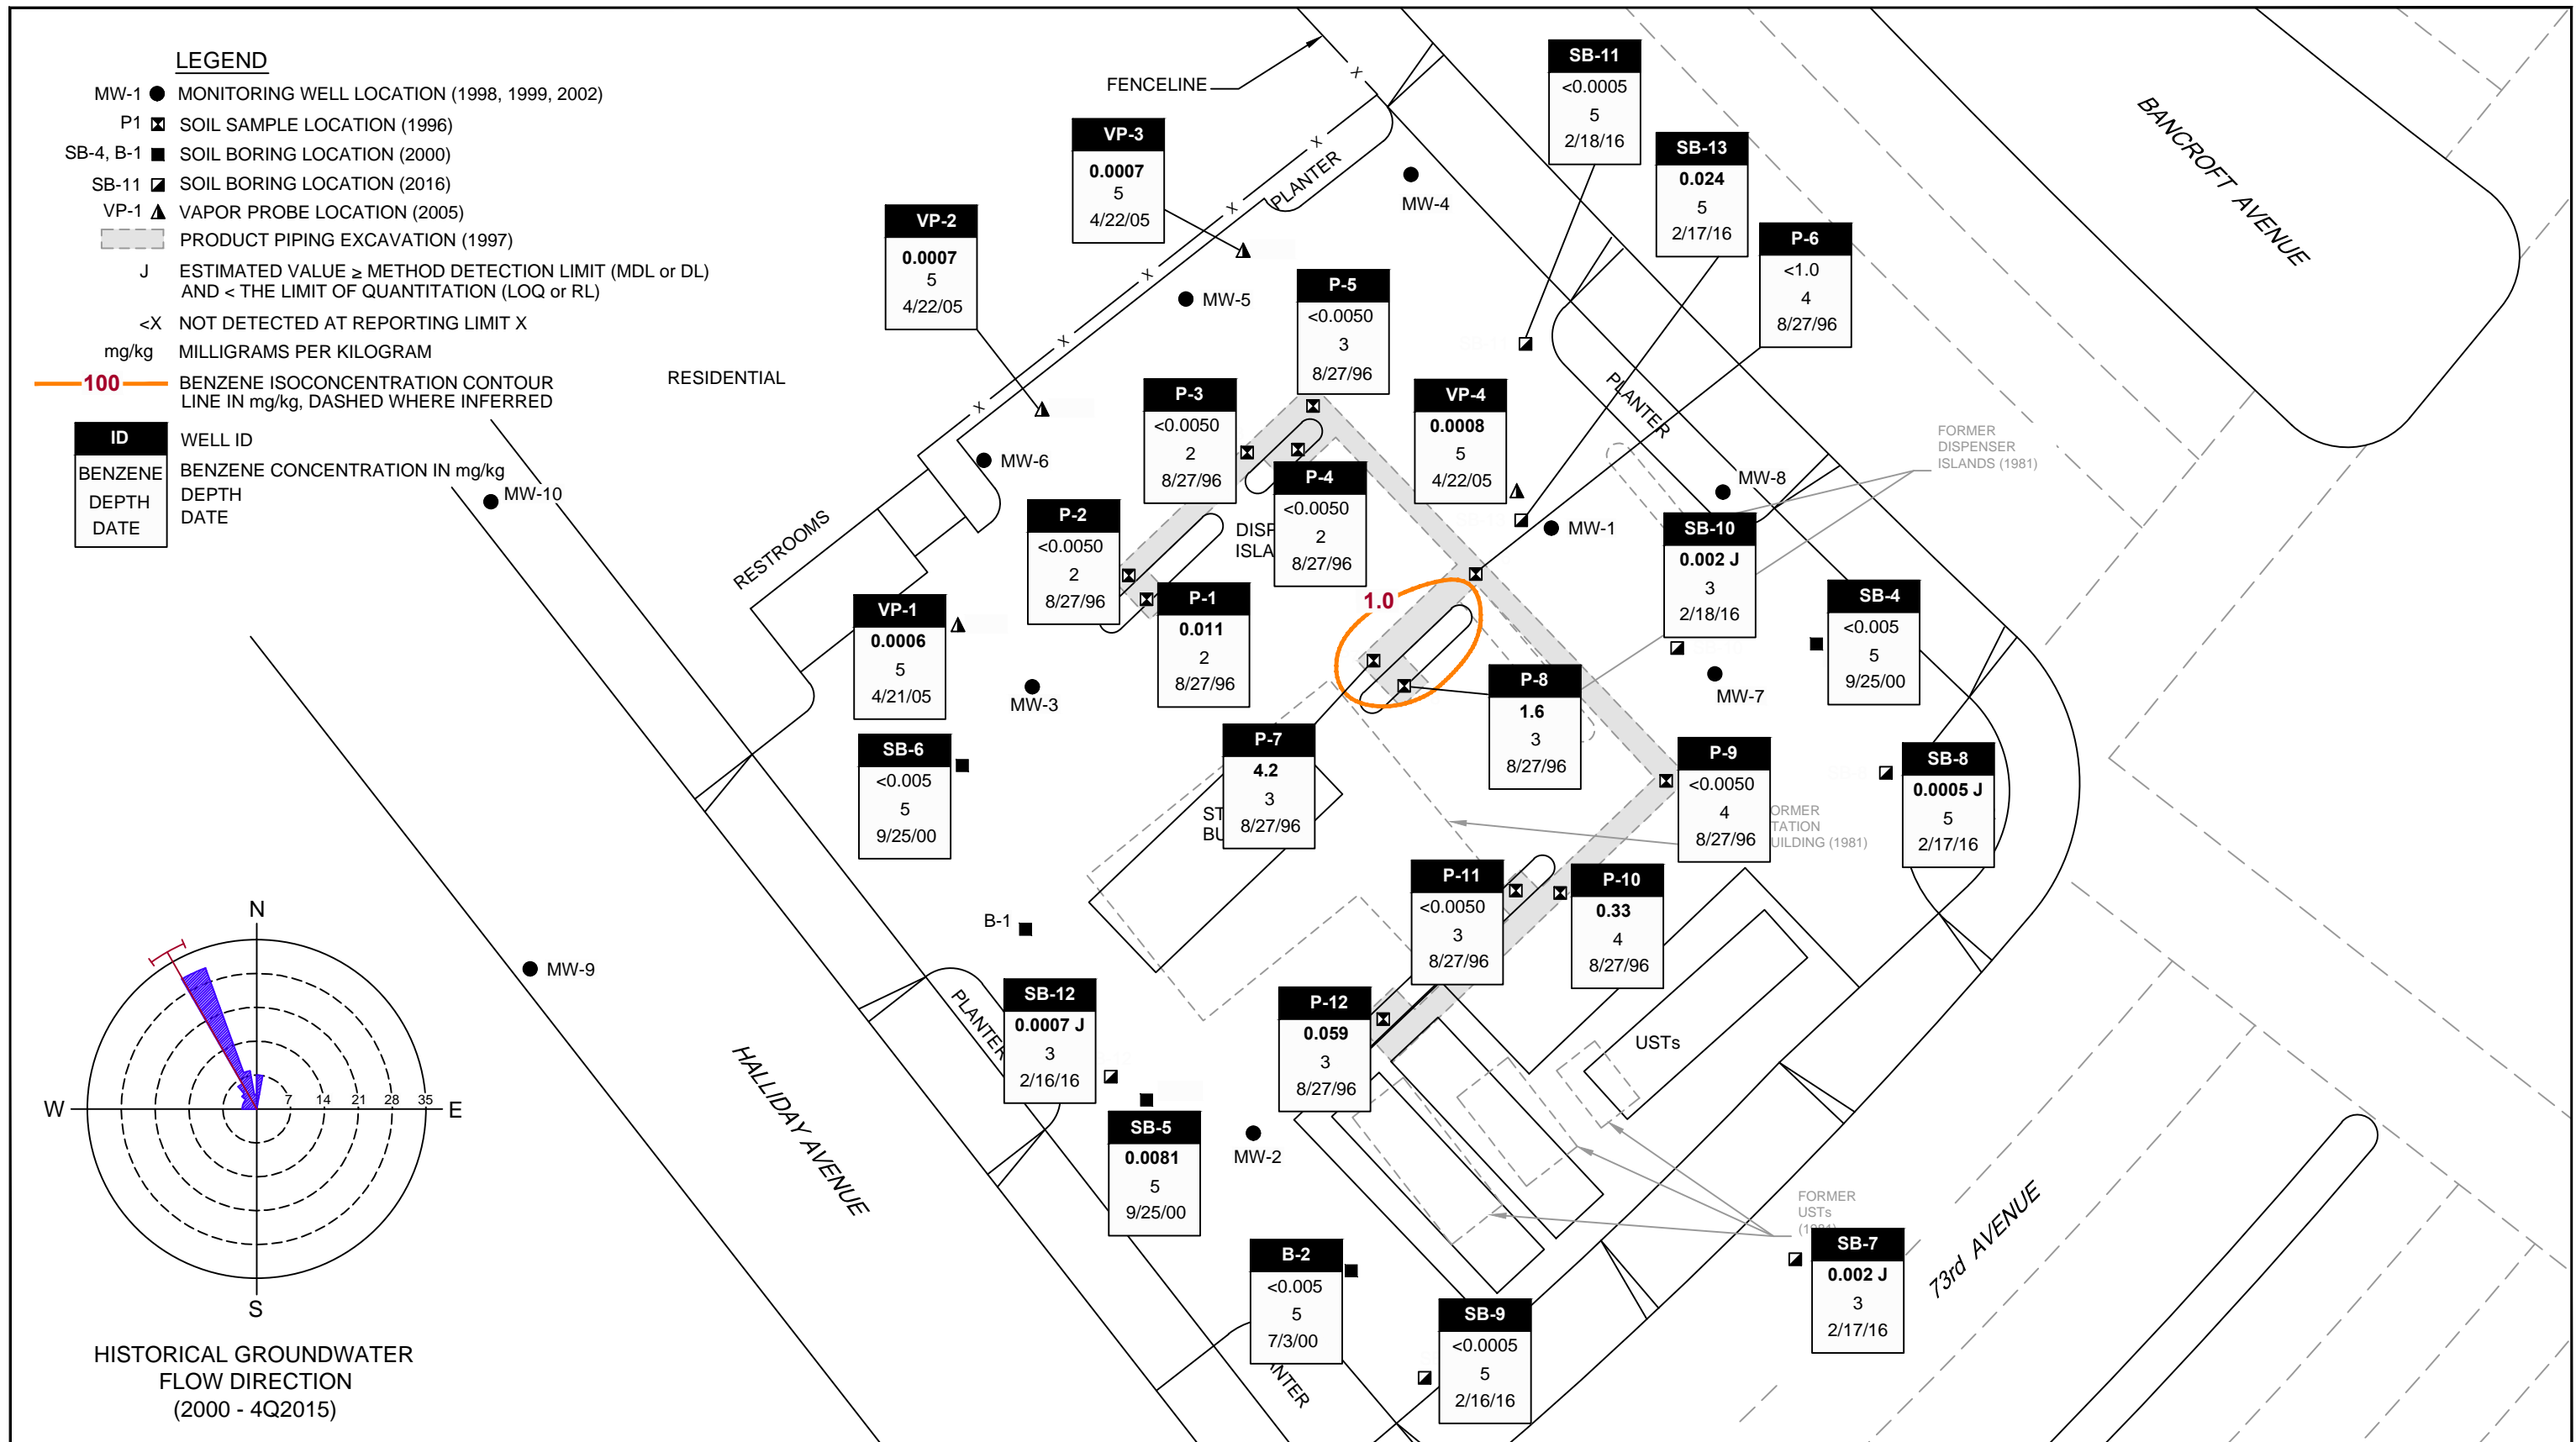 LEGEND
MW-1 MONITORING WELL LOCATION (1998, 1999, 2002)
P1 SOIL SAMPLE LOCATION (1996)
SB-4, B-1 SOIL BORING LOCATION (2000)
SB-11 SOIL BORING LOCATION (2016)
VP-1 VAPOR PROBE LOCATION (2005)
PRODUCT PIPING EXCAVATION (1997)
J ESTIMATED VALUE ≥ METHOD DETECTION LIMIT (MDL or DL)
AND < THE LIMIT OF QUANTITATION (LOQ or RL)
<X NOT DETECTED AT REPORTING LIMIT X
mg/kg MILLIGRAMS PER KILOGRAM
100 BENZENE ISOCONCENTRATION CONTOUR
LINE IN mg/kg, DASHED WHERE INFERRED
ID WELL ID
BENZENE BENZENE CONCENTRATION IN mg/kg
DEPTH DEPTH
DATE DATE
FENCELINE
X
X
X
X
X
X
PLANTER
BANCROFT AVENUE
SB-11
<0.0005
5
2/18/16
SB-13
0.024
5
2/17/16
P-6
<1.0
4
8/27/96
VP-3
0.0007
5
4/22/05
VP-2
0.0007
5
4/22/05
MW-4
MW-5
P-5
<0.0050
3
8/27/96
RESIDENTIAL
P-3
<0.0050
2
8/27/96
VP-4
0.0008
5
4/22/05
PLANTER
FORMER
DISPENSER
ISLANDS (1981)
MW-6
MW-10
P-4
<0.0050
2
8/27/96
MW-8
P-2
<0.0050
2
8/27/96
MW-1
SB-10
0.002 J
3
2/18/16
RESTROOMS
P-1
0.011
2
8/27/96
1.0
SB-4
<0.005
5
9/25/00
VP-1
0.0006
5
4/21/05
MW-3
MW-7
P-8
1.6
3
8/27/96
P-7
4.2
3
8/27/96
SB-6
<0.005
5
9/25/00
P-9
<0.0050
4
8/27/96
(1981)
SB-8
0.0005 J
5
2/17/16
P-11
<0.0050
3
8/27/96
P-10
0.33
4
8/27/96
B-1
MW-9
PLANTER
SB-12
0.0007 J
3
2/16/16
P-12
0.059
3
8/27/96
USTs
HALLIDAY AVENUE
SB-5
0.0081
5
9/25/00
MW-2
FORMER
USTs
SB-7
0.002 J
3
2/17/16
73rd AVENUE
B-2
<0.005
5
7/3/00
SB-9
<0.0005
5
2/16/16
N
W 7 14 21 28 35 E
S
HISTORICAL GROUNDWATER
FLOW DIRECTION
(2000 - 4Q2015)